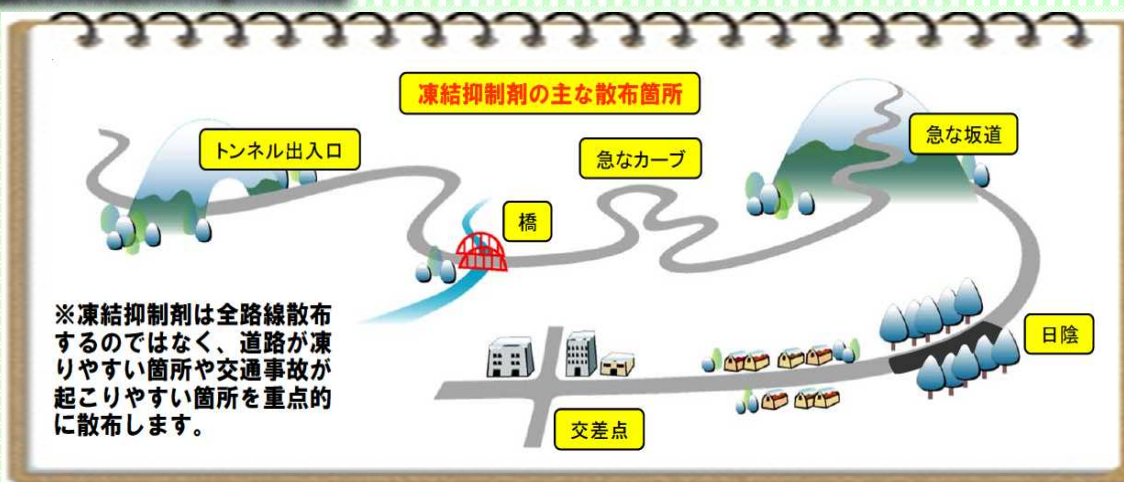 凍結抑制剤の主な散布箇所
トンネル出入口
急なカーブ
急な坂道
橋
※凍結抑制剤は全路線散布
するのではなく、道路が凍
りやすい箇所や交通事故が
起こりやすい箇所を重点的
に散布します。
日陰
交差点